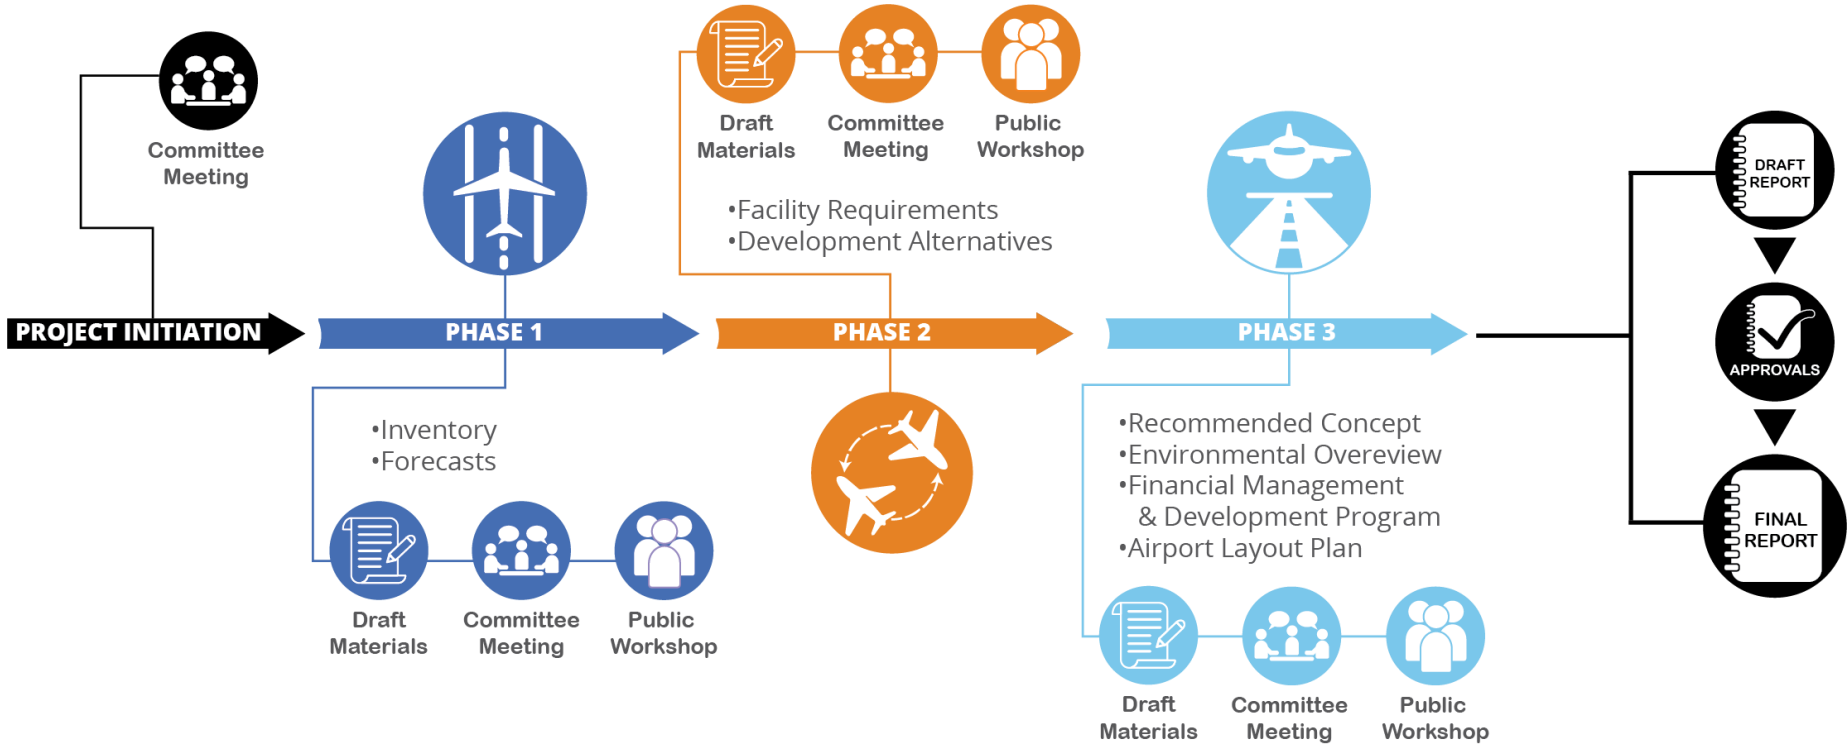 Committee
Meeting
PROJECT INITIATION
PHASE 1
•Inventory
•Forecasts
Draft
Materials
Committee
Meeting
Public
Workshop
Draft
Materials
Committee
Meeting
Public
Workshop
•Facility Requirements
•Development Alternatives
PHASE 2
PHASE 3
•Recommended Concept
•Environmental Overeview
•Financial Management
& Development Program
•Airport Layout Plan
Draft
Materials
Committee
Meeting
Public
Workshop
DRAFT
REPORT
APPROVALS
FINAL
REPORT